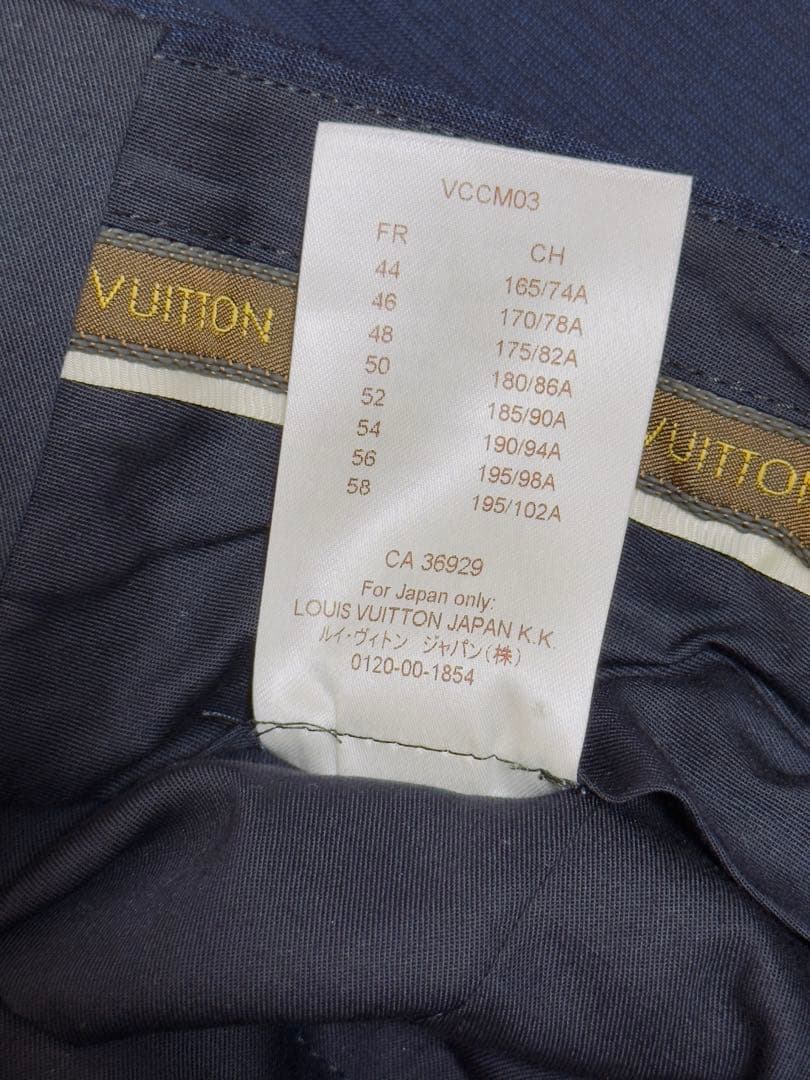 VCCM03
FR CH
44 165/74A
46 170/78A
48 175/82A
50 180/86A
52 185/90A
54 190/94A
56 195/98A
58 195/102A
CA 36929
For Japan only:
LOUIS VUITTON JAPAN K.K.
ルイ・ヴィトン ジャパン(株)
0120-00-1854
VUITTON
VUITTON